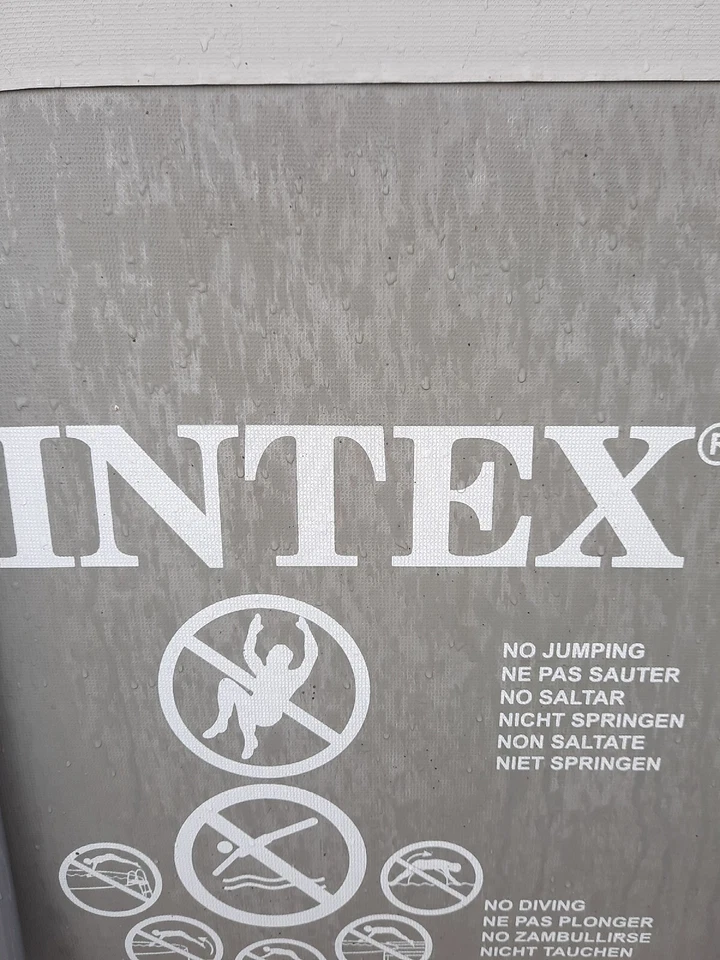 INTEX®
NO JUMPING
NE PAS SAUTER
NO SALTAR
NICHT SPRINGEN
NON SALTATE
NIET SPRINGEN
NO DIVING
NE PAS PLONGER
NO ZAMBULLIRSE
NICHT TAUCHEN